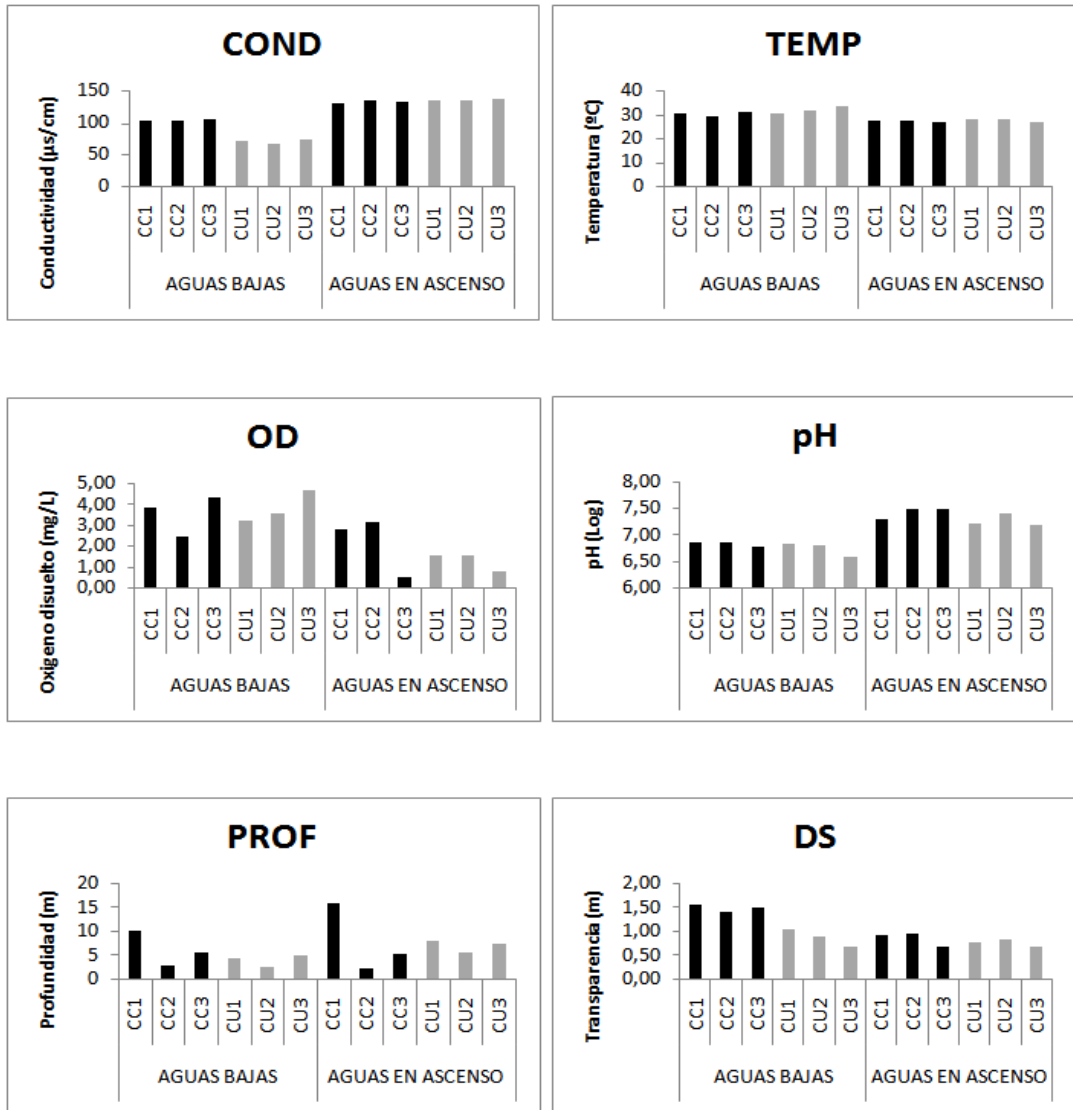 COND
Conductividad (µs/cm)
150
100
50
0
CC1 CC2 CC3 CU1 CU2 CU3 CC1 CC2 CC3 CU1 CU2 CU3
AGUAS BAJAS AGUAS EN ASCENSO
TEMP
Temperatura (ºC)
40
30
20
10
0
CC1 CC2 CC3 CU1 CU2 CU3 CC1 CC2 CC3 CU1 CU2 CU3
AGUAS BAJAS AGUAS EN ASCENSO
OD
Oxigeno disuelto (mg/L)
5,00
4,00
3,00
2,00
1,00
0,00
CC1 CC2 CC3 CU1 CU2 CU3 CC1 CC2 CC3 CU1 CU2 CU3
AGUAS BAJAS AGUAS EN ASCENSO
pH
pH (Log)
8,00
7,50
7,00
6,50
6,00
CC1 CC2 CC3 CU1 CU2 CU3 CC1 CC2 CC3 CU1 CU2 CU3
AGUAS BAJAS AGUAS EN ASCENSO
PROF
Profundidad (m)
20
15
10
5
0
CC1 CC2 CC3 CU1 CU2 CU3 CC1 CC2 CC3 CU1 CU2 CU3
AGUAS BAJAS AGUAS EN ASCENSO
DS
Transparencia (m)
2,00
1,50
1,00
0,50
0,00
CC1 CC2 CC3 CU1 CU2 CU3 CC1 CC2 CC3 CU1 CU2 CU3
AGUAS BAJAS AGUAS EN ASCENSO